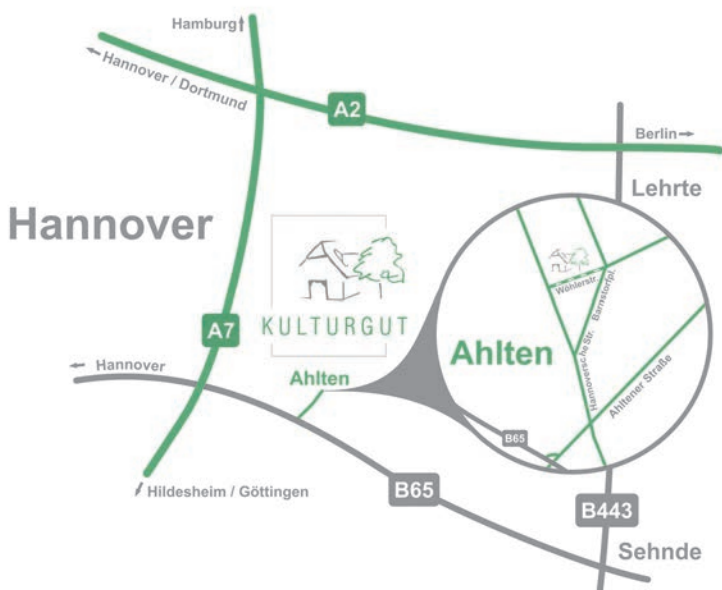 Hamburg
Hannover / Dortmund
A2
Berlin
Lehrte
Hannover
KULTURGUT
A7
Hannover
Ahlten
Ahlten
Wöhlerstr.
Barnstorfpl.
Hannoversche Str.
Ahltener Straße
B65
B65
Hildesheim / Göttingen
B443
Sehnde